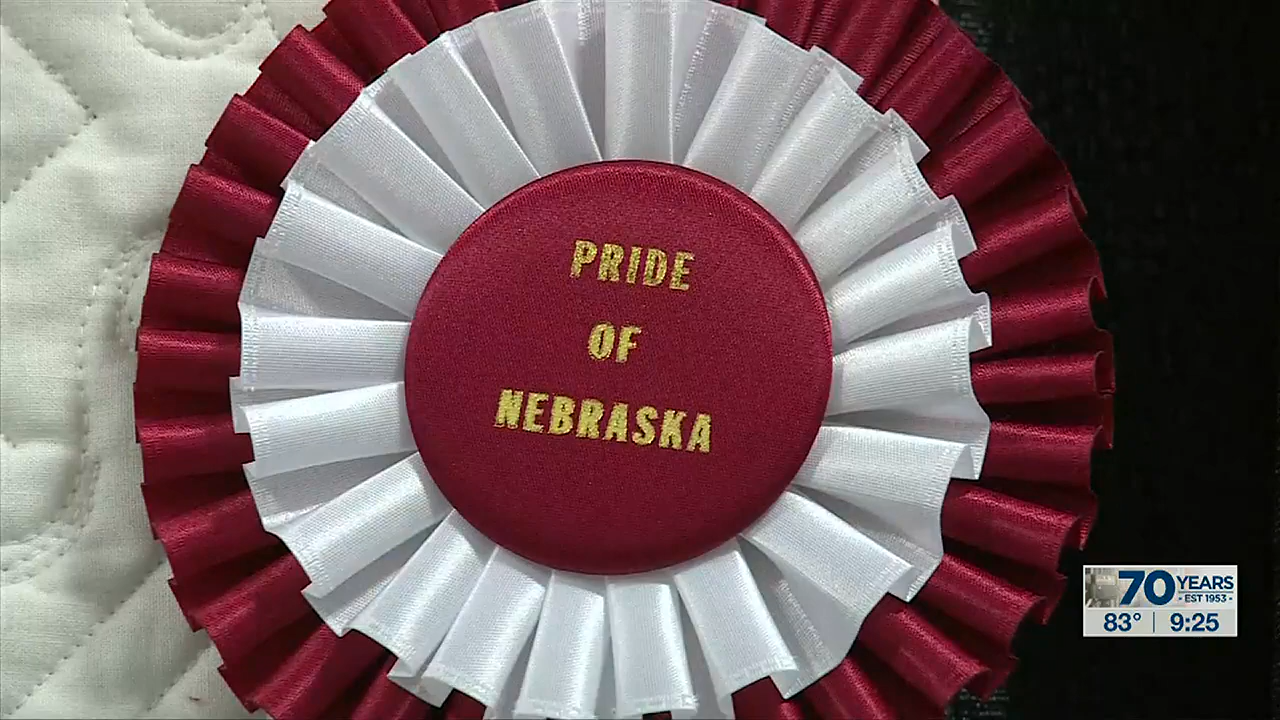 PRIDE
OF
NEBRASKA
70 YEARS
- EST 1953 -
83° | 9:25